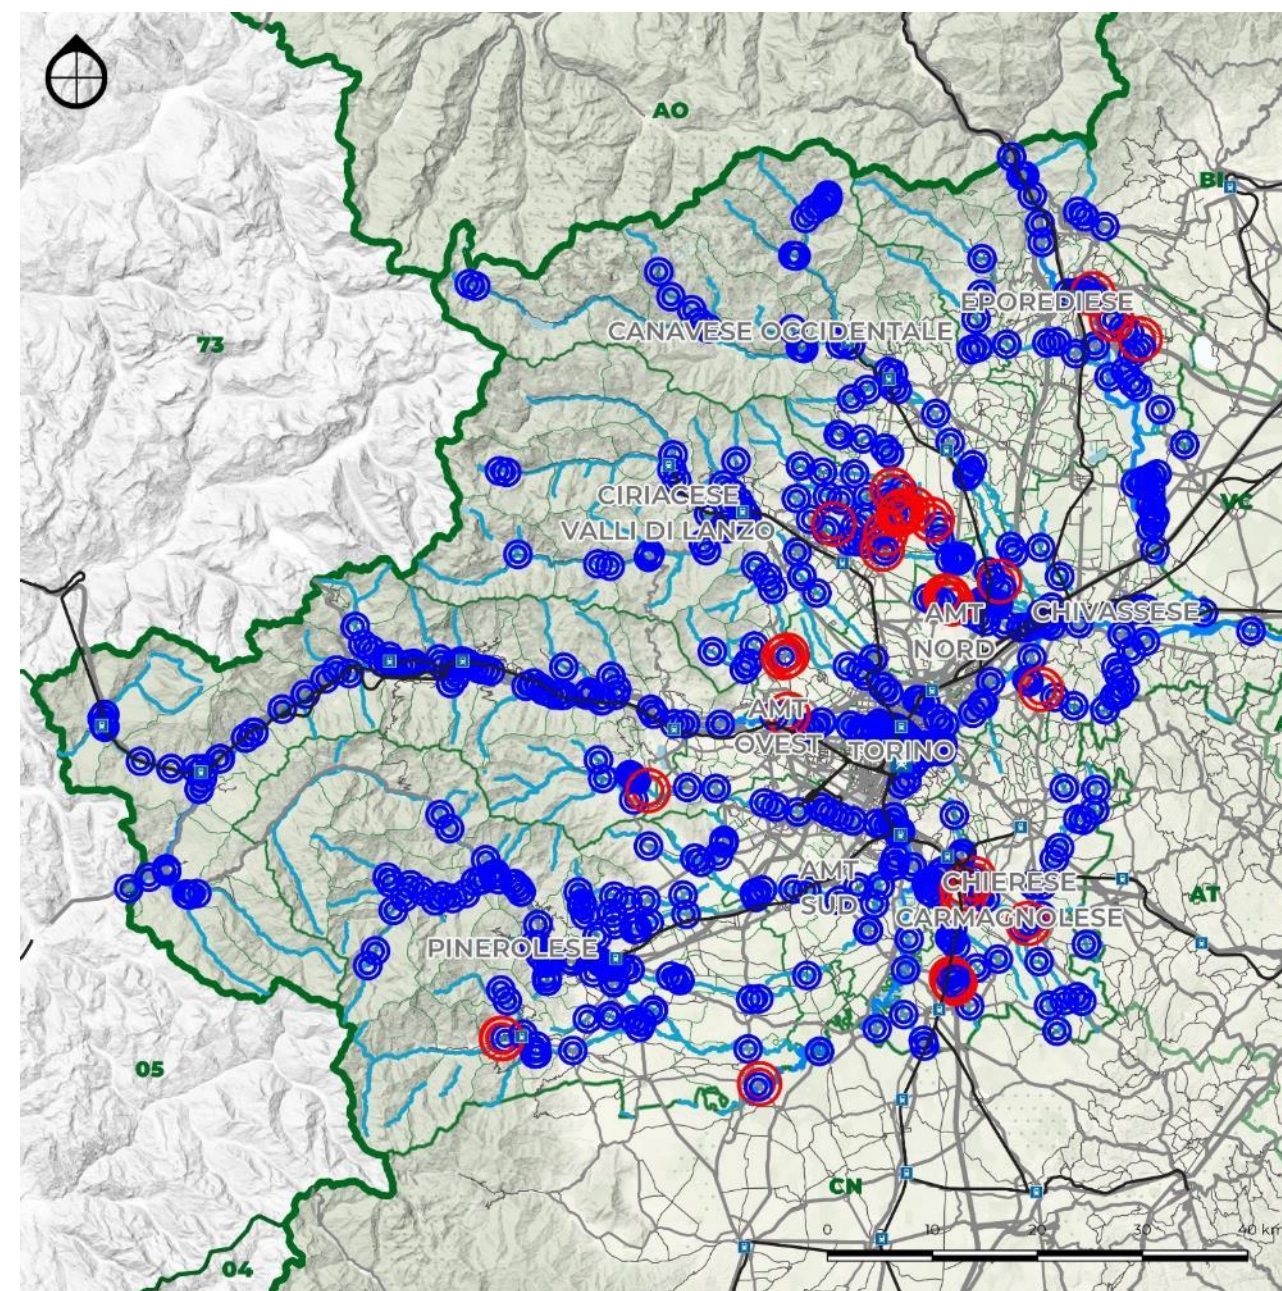 AO
BI
EPOREDIESE
CANAVESE OCCIDENTALE
73
CIRIACESE
VALLI DI LANZO
VC
AMT
NORD
CHIVASSESE
AMT
OVEST
TORINO
AMT
SUD
CHIERESE
CARMAGNOLESE
AT
PINEROLESE
05
CN
0 10 20 30 40 km
04